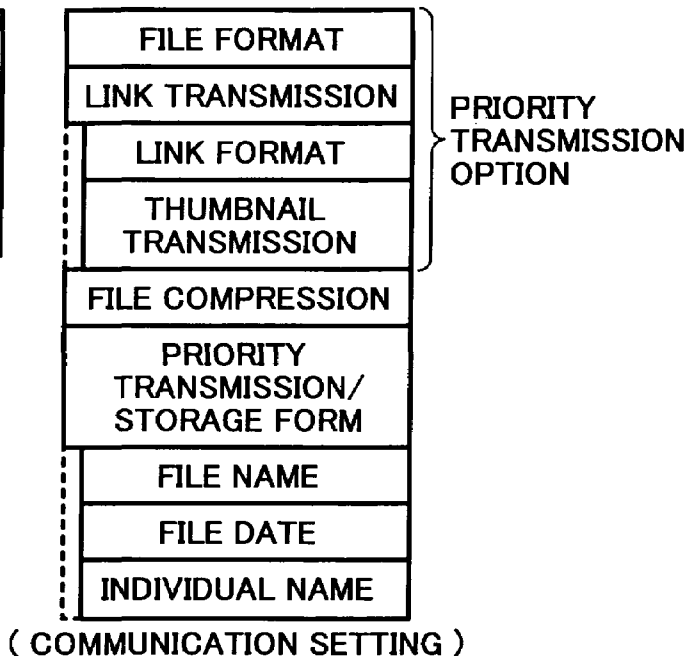 FILE FORMAT
LINK TRANSMISSION
LINK FORMAT
THUMBNAIL
TRANSMISSION
PRIORITY
TRANSMISSION
OPTION
FILE COMPRESSION
PRIORITY
TRANSMISSION/
STORAGE FORM
FILE NAME
FILE DATE
INDIVIDUAL NAME
( COMMUNICATION SETTING )